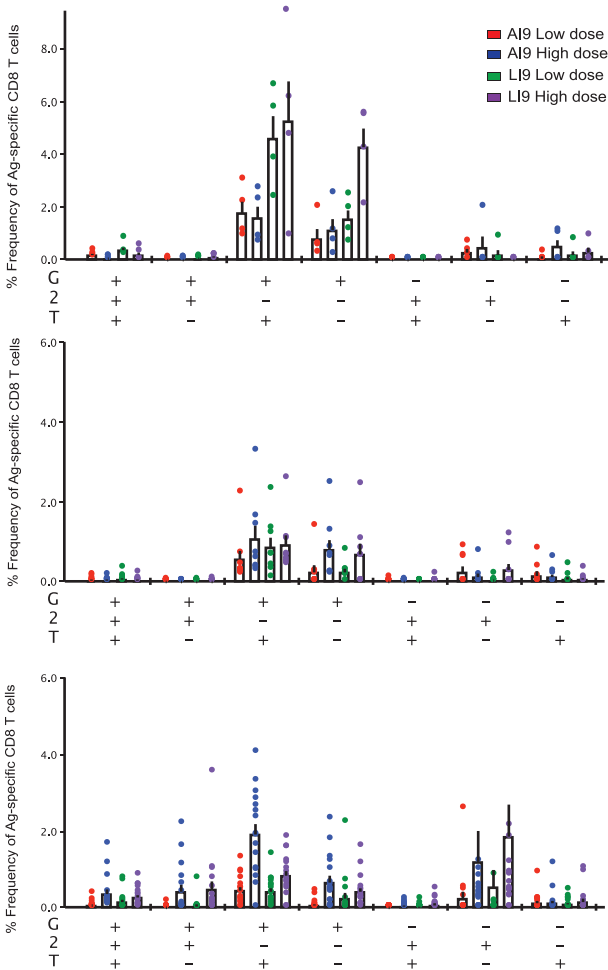 % Frequency of Ag-specific CD8 T cells
8.0
6.0
4.0
2.0
0.0
AI9 Low dose
AI9 High dose
LI9 Low dose
LI9 High dose
G + + + + − − −
2 + + − − + + −
T + − + − + − +
% Frequency of Ag-specific CD8 T cells
6.0
4.0
2.0
0.0
G + + + + − − −
2 + + − − + + −
T + − + − + − +
% Frequency of Ag-specific CD8 T cells
6.0
4.0
2.0
0.0
G + + + + − − −
2 + + − − + + −
T + − + − + − +